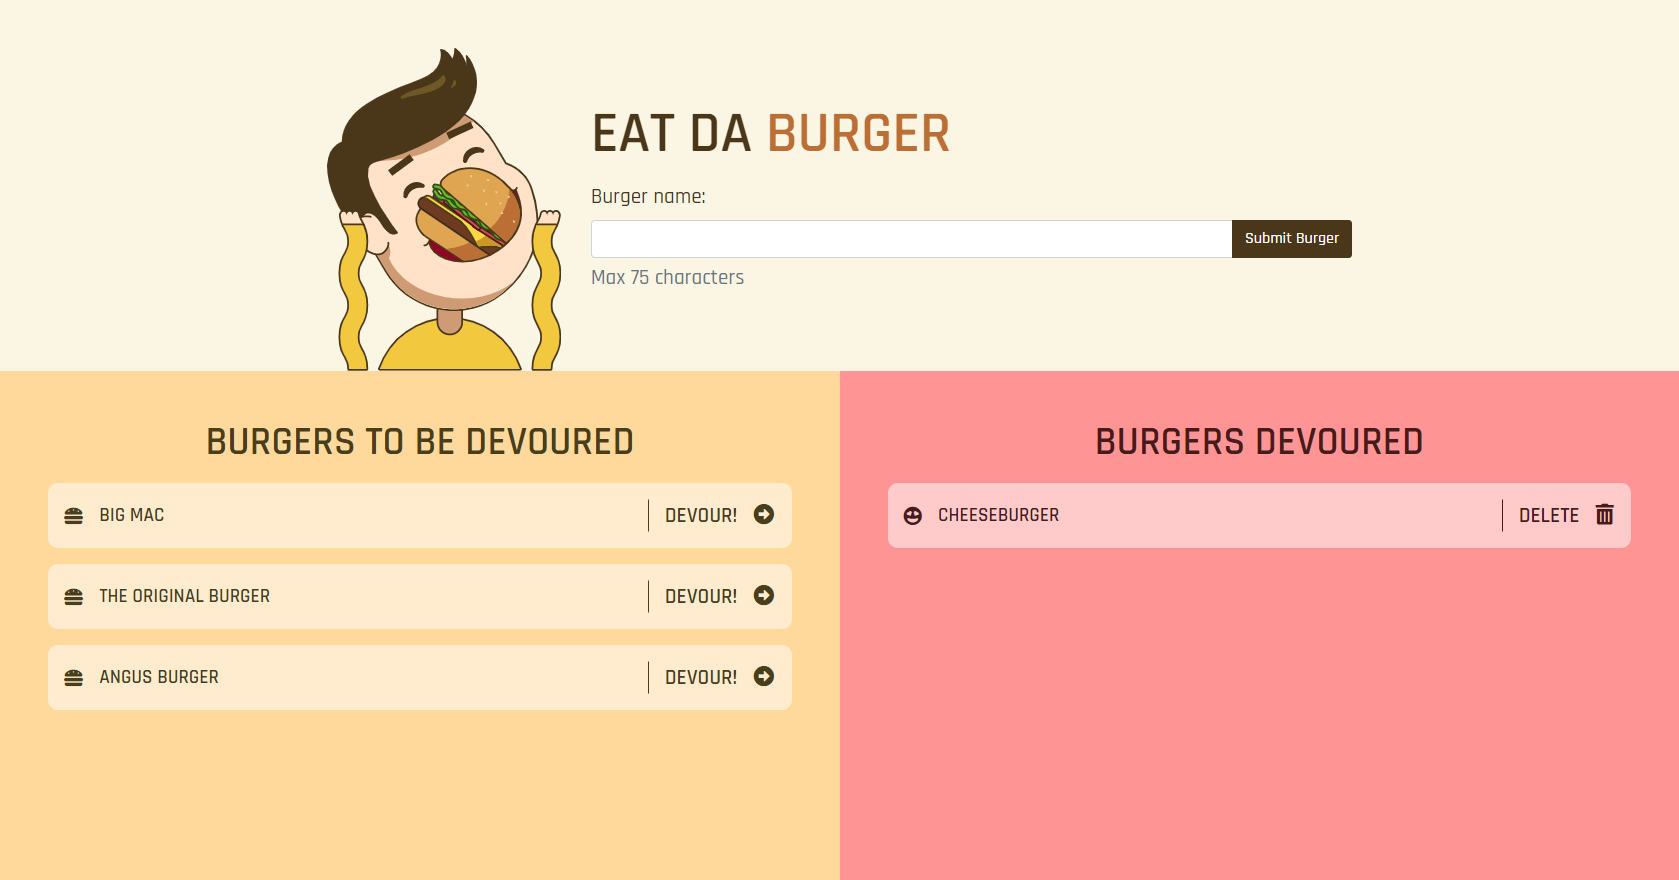 EAT DA BURGER
Burger name:
Submit Burger
Max 75 characters
BURGERS TO BE DEVOURED
BIG MAC
DEVOUR!
THE ORIGINAL BURGER
DEVOUR!
ANGUS BURGER
DEVOUR!
BURGERS DEVOURED
CHEESEBURGER
DELETE